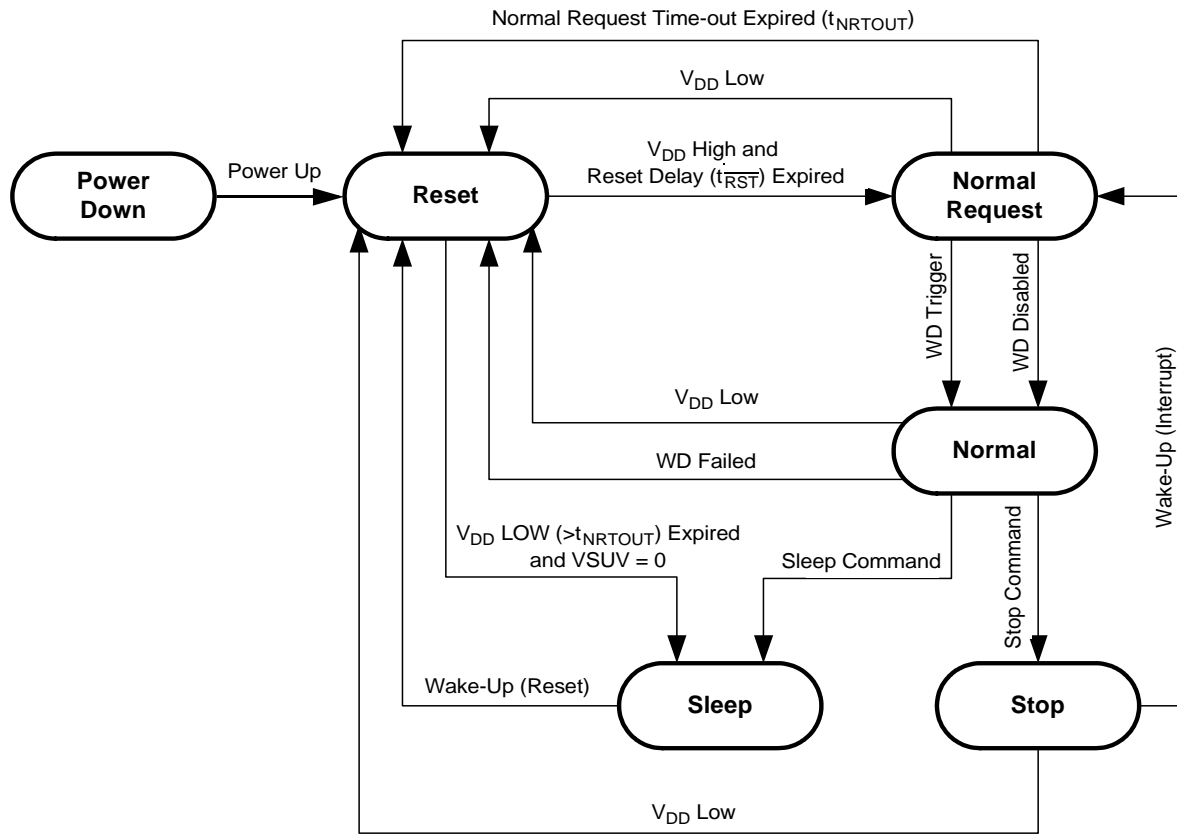 Normal Request Time-out Expired (tNRTOUT)
VDD Low
VDD High and
Reset Delay (tRST) Expired
Power Up
Power
Down
Reset
Normal
Request
WD Trigger
WD Disabled
Wake-Up (Interrupt)
VDD Low
WD Failed
Normal
VDD LOW (>tNRTOUT) Expired
and VSUV = 0
Sleep Command
Stop Command
Wake-Up (Reset)
Sleep
Stop
VDD Low